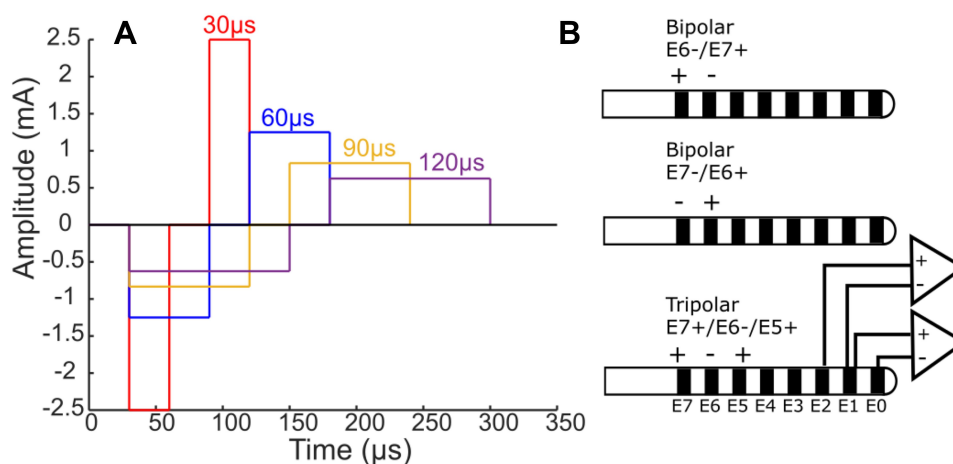 A
30µs
60µs
90µs
120µs
Amplitude (mA)
2.5
2
1.5
1
0.5
0
-0.5
-1
-1.5
-2
-2.5
0 50 100 150 200 250 300 350
Time (µs)
B
Bipolar
E6-/E7+
+ -
Bipolar
E7-/E6+
- +
+
-
Tripolar
E7+/E6-/E5+
+ - +
+
-
E7 E6 E5 E4 E3 E2 E1 E0